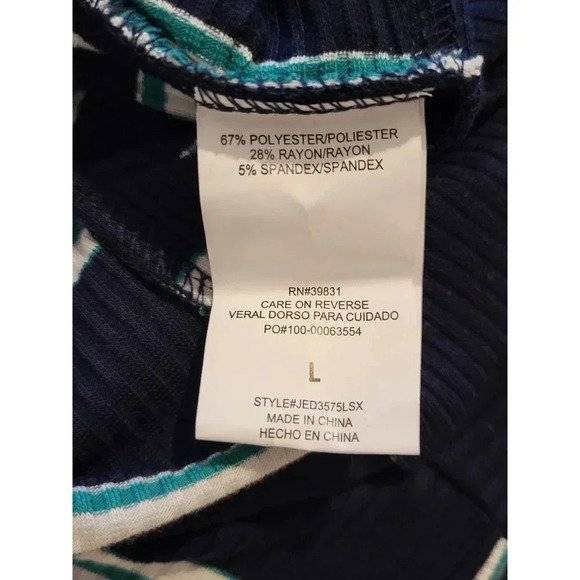 67% POLYESTER/POLIESTER
28% RAYON/RAYON
5% SPANDEX/SPANDEX
RN#39831
CARE ON REVERSE
VERAL DORSO PARA CUIDADO
PO#100-00063554
L
STYLE#JED3575LSX
MADE IN CHINA
HECHO EN CHINA